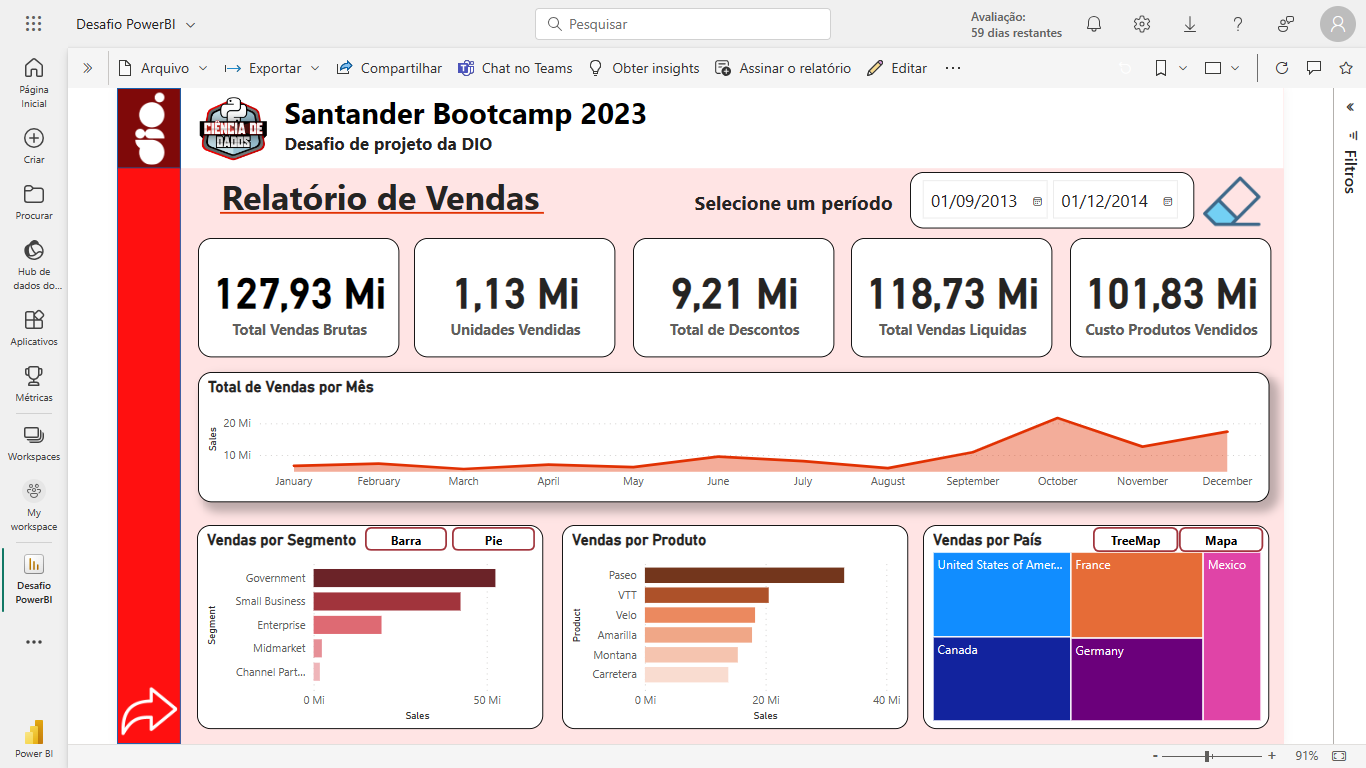 Desafio PowerBI
Pesquisar
Avaliação:
59 dias restantes
Página
Inicial
Criar
Procurar
Hub de
dados do...
Aplicativos
Métricas
Workspaces
My
workspace
Desafio
PowerBI
Power BI
Arquivo
Exportar
Compartilhar
Chat no Teams
Obter insights
Assinar o relatório
Editar
CIÊNCIA DE
DADOS
Santander Bootcamp 2023
Desafio de projeto da DIO
Filtros
Relatório de Vendas
Selecione um período
01/09/2013
01/12/2014
127,93 Mi
Total Vendas Brutas
1,13 Mi
Unidades Vendidas
9,21 Mi
Total de Descontos
118,73 Mi
Total Vendas Liquidas
101,83 Mi
Custo Produtos Vendidos
Total de Vendas por Mês
Sales
20 Mi
10 Mi
January February March April May June July August September October November December
Vendas por Segmento
Barra
Pie
Segment
Government
Small Business
Enterprise
Midmarket
Channel Part...
0 Mi 50 Mi
Sales
Vendas por Produto
Product
Paseo
VTT
Velo
Amarilla
Montana
Carretera
0 Mi 20 Mi 40 Mi
Sales
Vendas por País
TreeMap
Mapa
United States of Amer...
France
Mexico
Canada
Germany
- + 91%